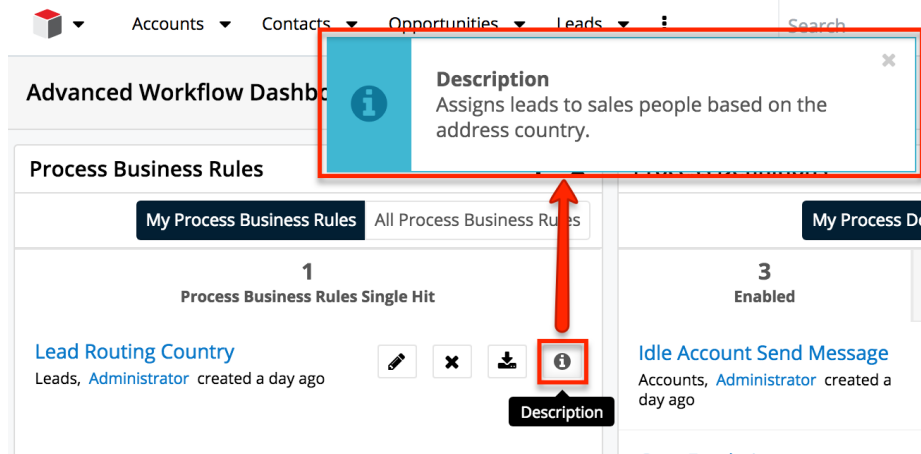 Accounts Contacts Opportunities Leads Search
Description
Assigns leads to sales people based on the
address country.
Advanced Workflow
Process Business Rules
My Process Business Rules All Process Business Rules
My Process
1
Process Business Rules Single Hit
3
Enabled
Lead Routing Country
Leads, Administrator created a day ago
Description
Idle Account Send Message
Accounts, Administrator created a
day ago